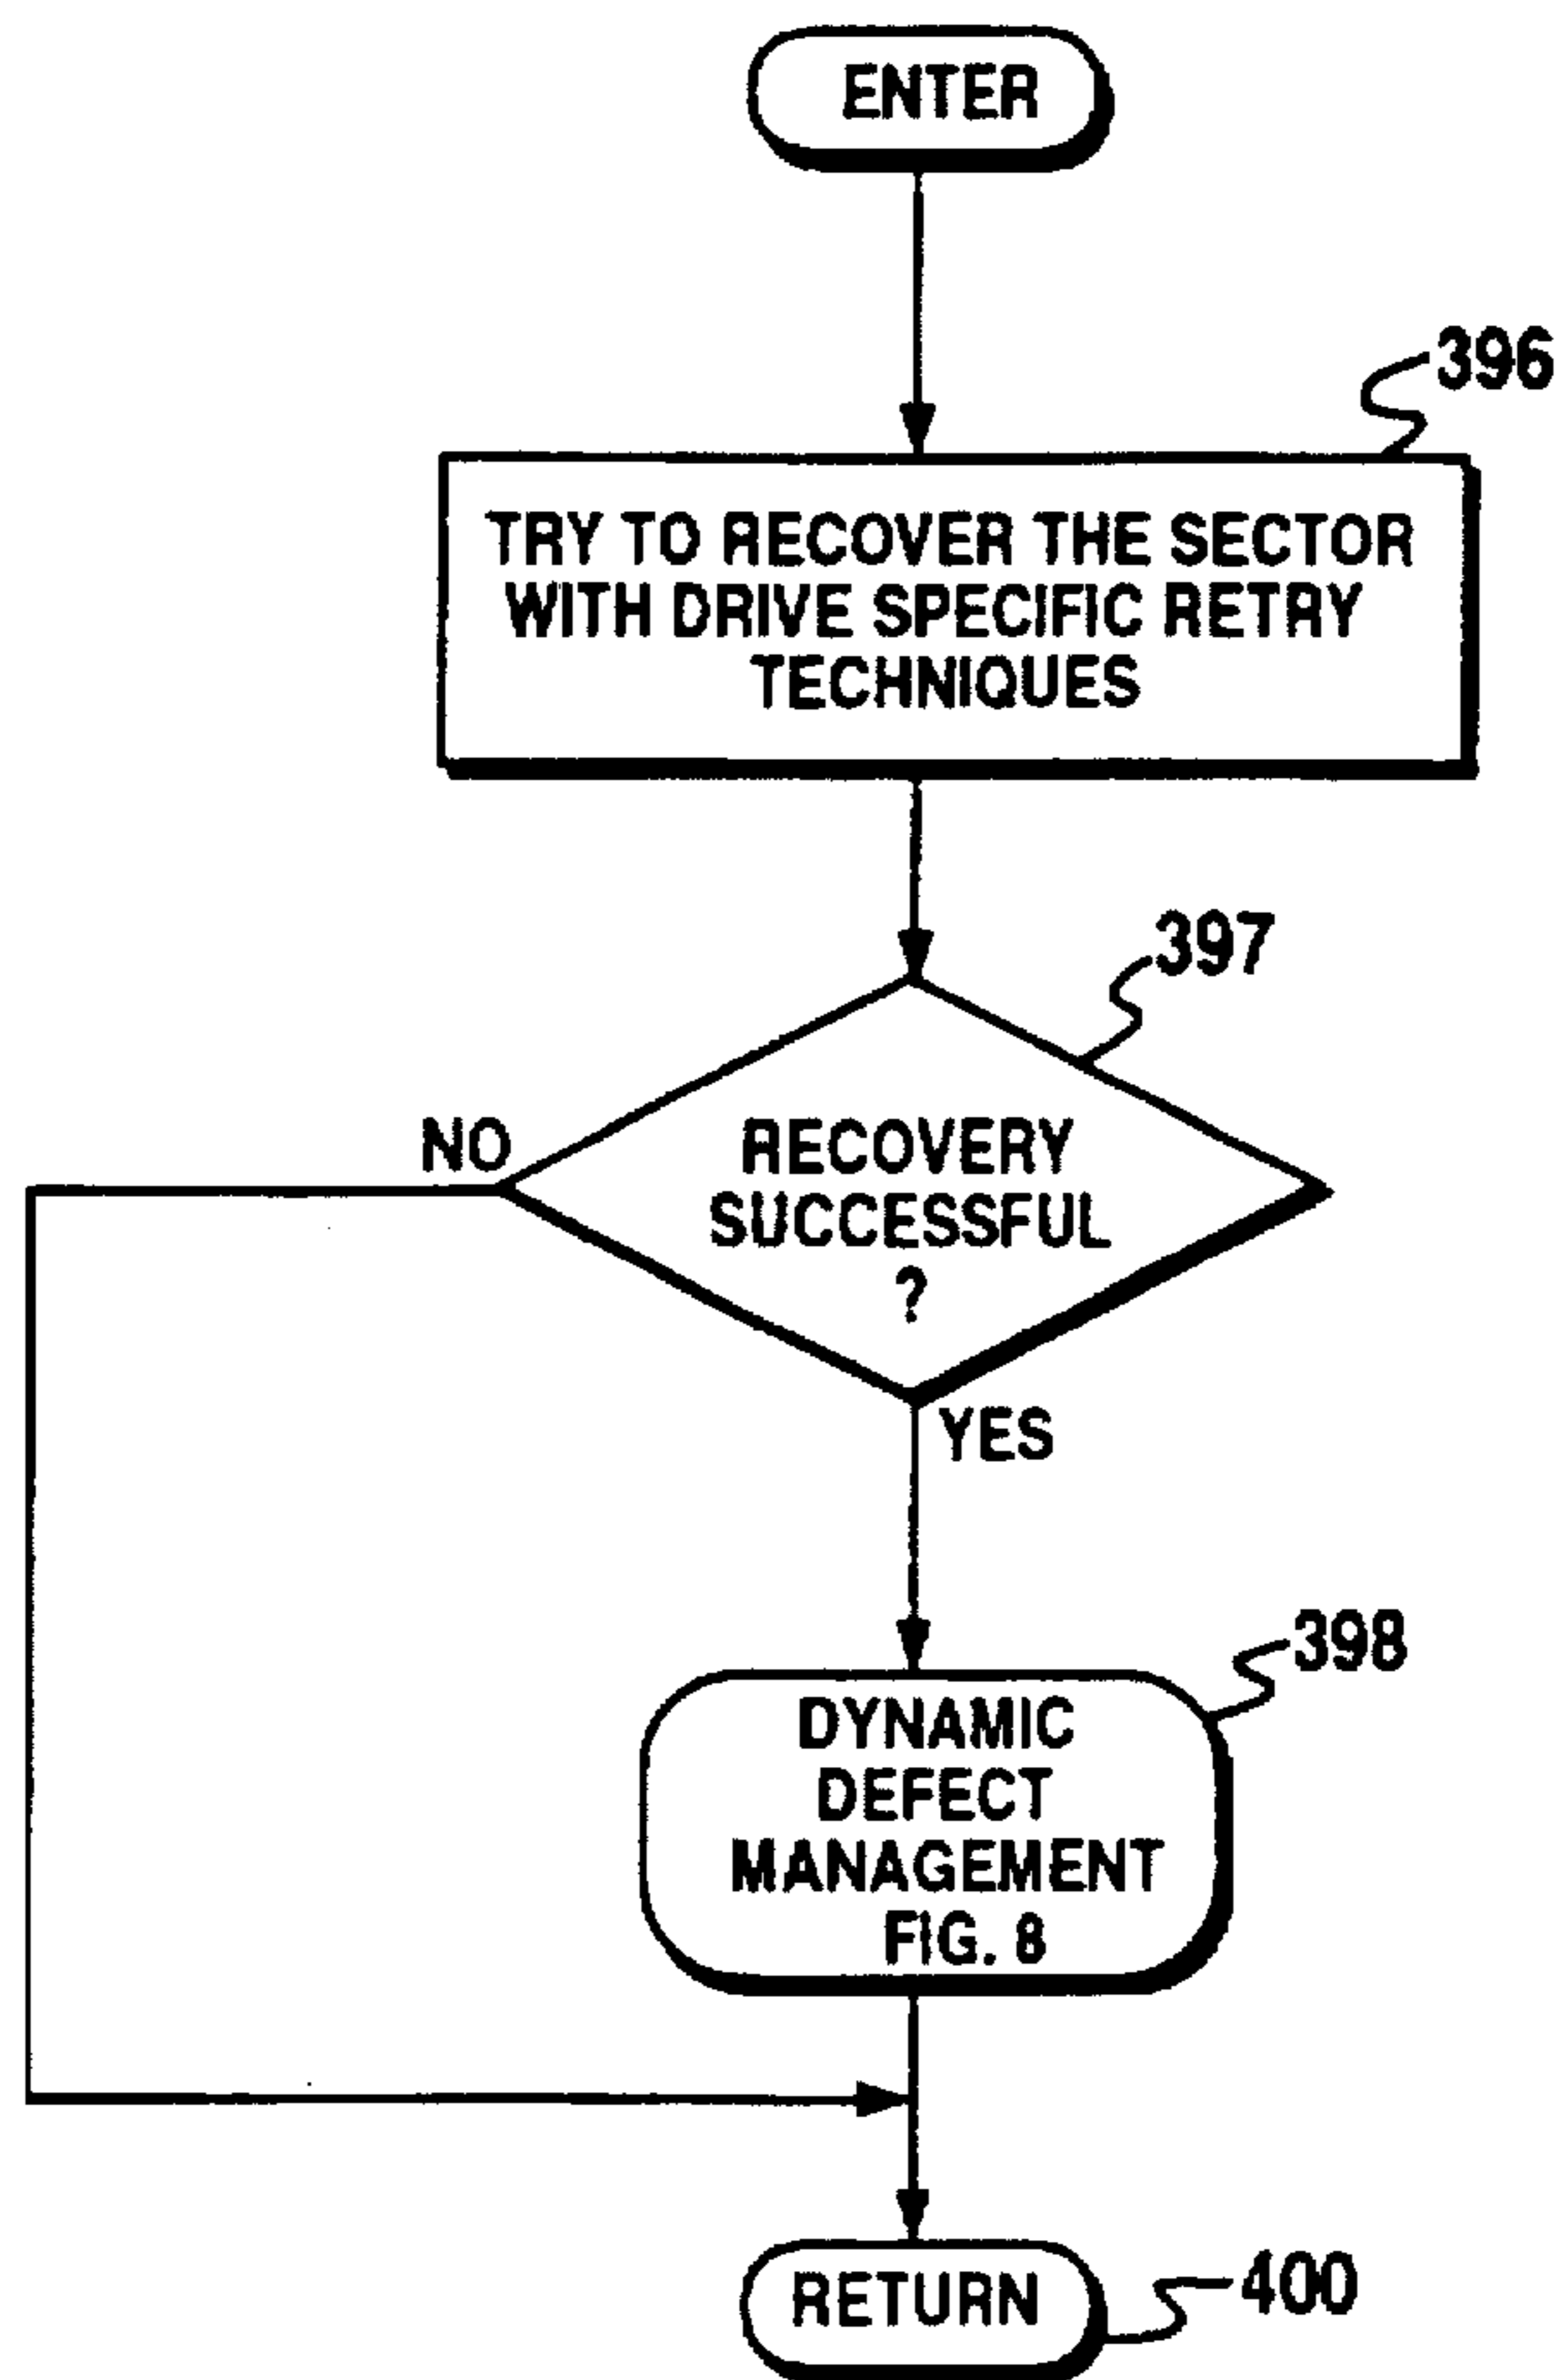 ENTER
396
TRY TO RECOVER THE SECTOR
WITH DRIVE SPECIFIC RETRY
TECHNIQUES
397
NO
RECOVERY
SUCCESSFUL
?
YES
398
DYNAMIC
DEFECT
MANAGEMENT
FIG. 8
RETURN
400